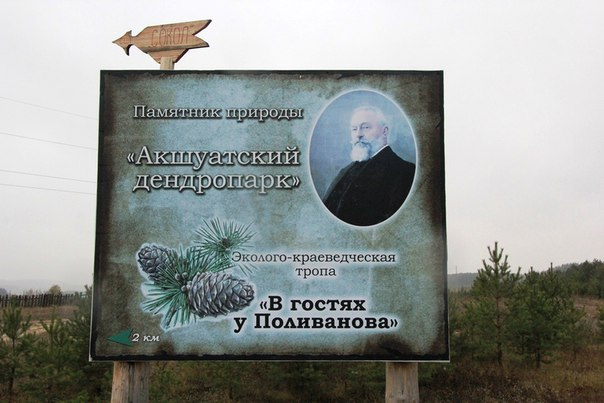 СОКОЛ
Памятник природы
«Акшуатский
дендропарк»
Эколого-краеведческая
тропа
«В гостях
у Поливанова»
2 км